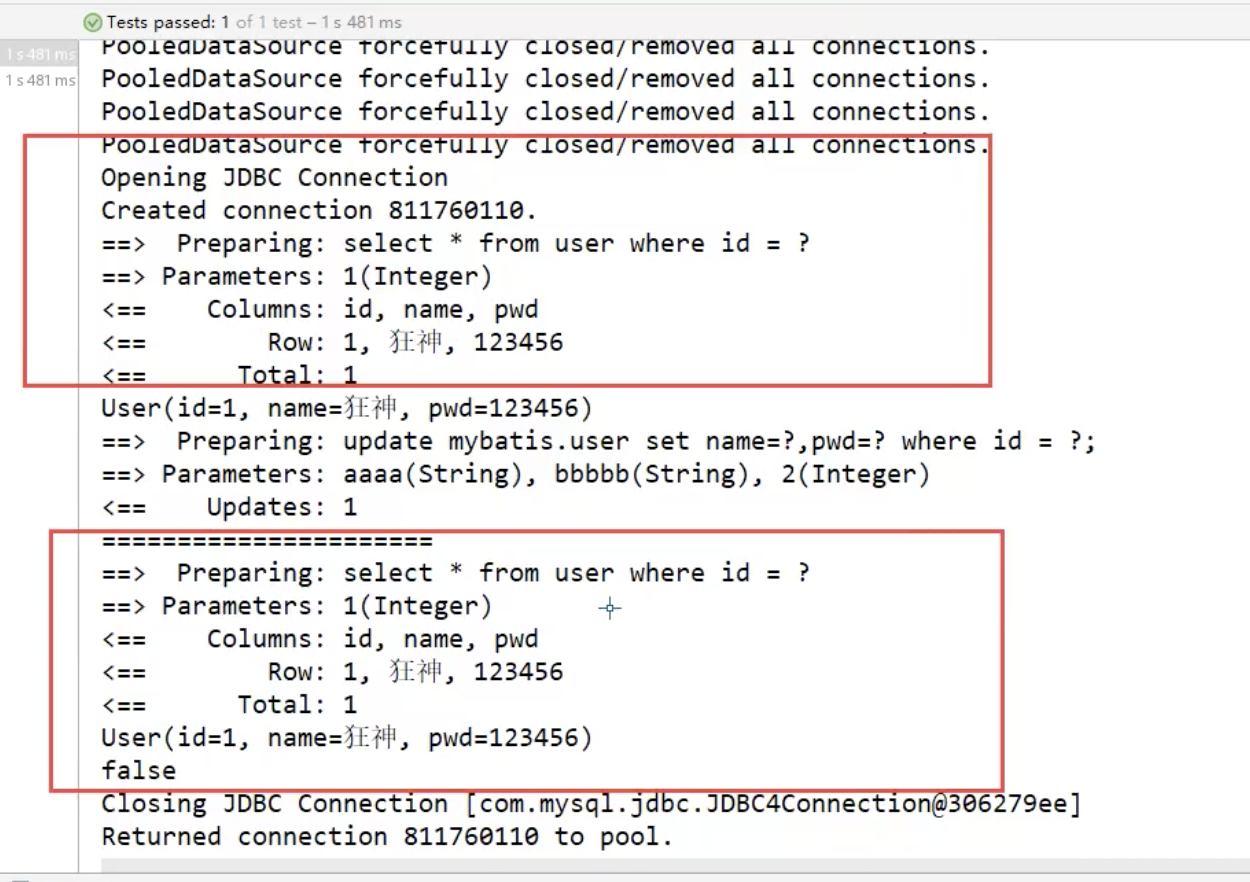 Tests passed: 1 of 1 test – 1 s 481 ms
1 s 481 ms
1 s 481 ms
PooledDataSource forcefully closed/removed all connections.
PooledDataSource forcefully closed/removed all connections.
PooledDataSource forcefully closed/removed all connections.
PooledDataSource forcefully closed/removed all connections.
Opening JDBC Connection
Created connection 811760110.
==>  Preparing: select * from user where id = ?
==> Parameters: 1(Integer)
<==    Columns: id, name, pwd
<==        Row: 1, 狂神, 123456
<==      Total: 1
User(id=1, name=狂神, pwd=123456)
==>  Preparing: update mybatis.user set name=?,pwd=? where id = ?;
==> Parameters: aaaa(String), bbbbb(String), 2(Integer)
<==    Updates: 1
======================
==>  Preparing: select * from user where id = ?
==> Parameters: 1(Integer)
<==    Columns: id, name, pwd
<==        Row: 1, 狂神, 123456
<==      Total: 1
User(id=1, name=狂神, pwd=123456)
false
Closing JDBC Connection [com.mysql.jdbc.JDBC4Connection@306279ee]
Returned connection 811760110 to pool.